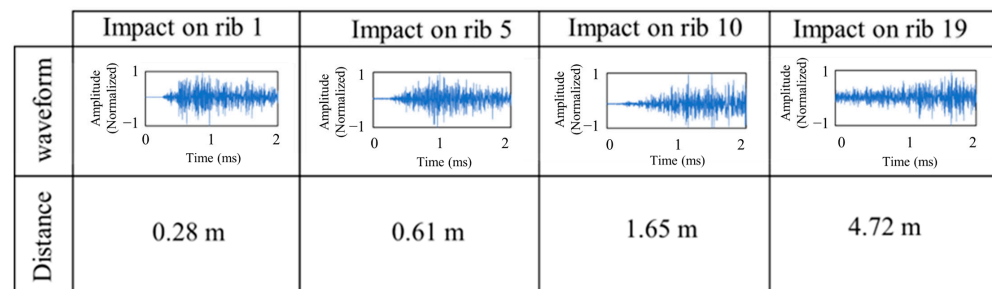 Impact on rib 1 Impact on rib 5 Impact on rib 10 Impact on rib 19
waveform
Amplitude
(Normalized)
1
−1
0 1 2
Time (ms)
Amplitude
(Normalized)
1
−1
0 1 2
Time (ms)
Amplitude
(Normalized)
1
−1
0 1 2
Time (ms)
Amplitude
(Normalized)
1
−1
0 1 2
Time (ms)
Distance
0.28 m 0.61 m 1.65 m 4.72 m